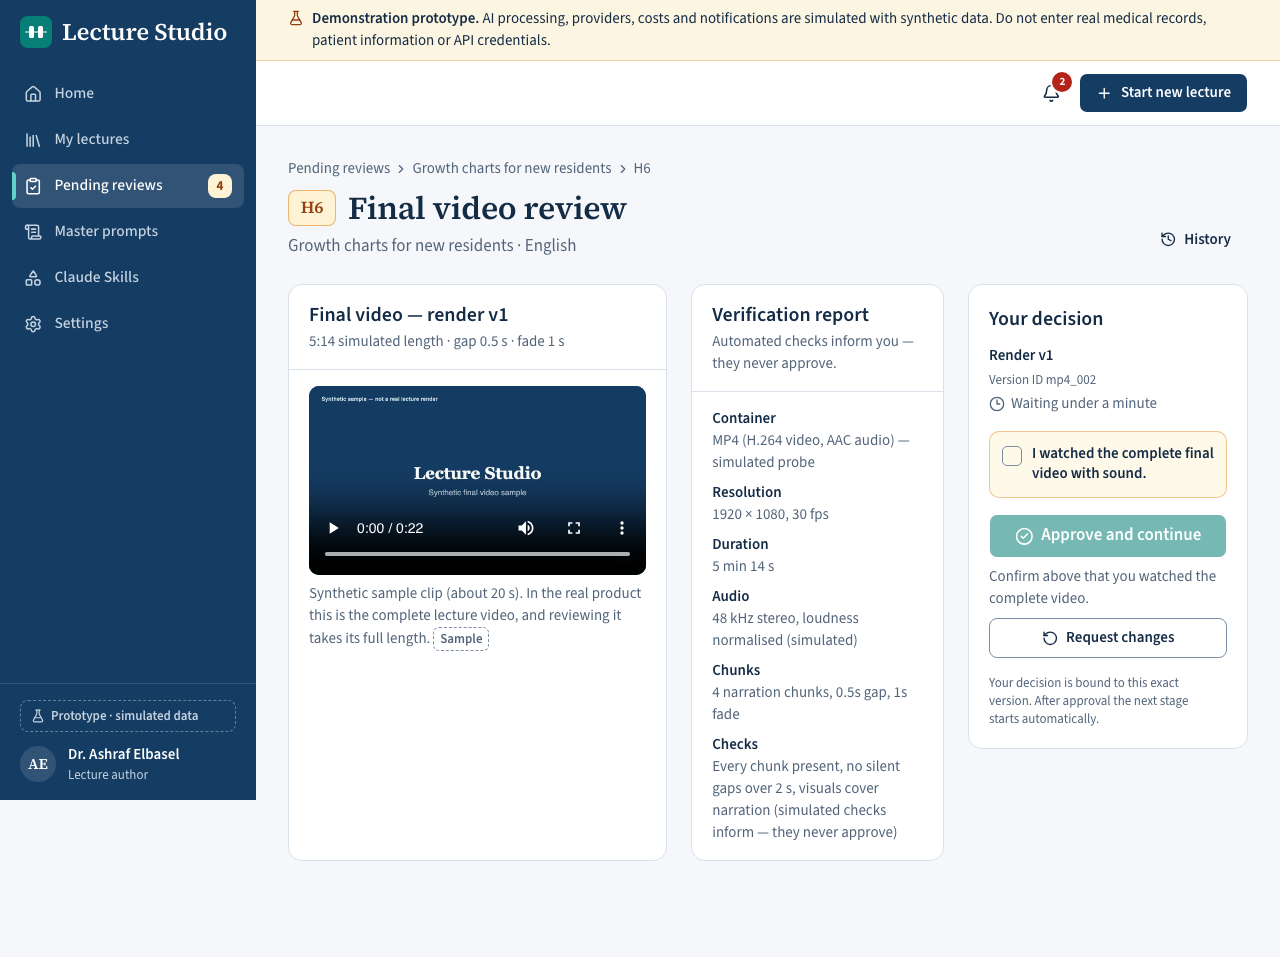 Lecture Studio
Home
My lectures
Pending reviews
4
Master prompts
Claude Skills
Settings
Prototype · simulated data
AE
Dr. Ashraf Elbasel
Lecture author
Demonstration prototype. AI processing, providers, costs and notifications are simulated with synthetic data. Do not enter real medical records,
patient information or API credentials.
2
Start new lecture
Pending reviews > Growth charts for new residents > H6
H6
Final video review
Growth charts for new residents · English
History
Final video — render v1
5:14 simulated length · gap 0.5 s · fade 1 s
Synthetic sample — not a real lecture render
Lecture Studio
Synthetic final video sample
0:00 / 0:22
Synthetic sample clip (about 20 s). In the real product
this is the complete lecture video, and reviewing it
takes its full length. Sample
Verification report
Automated checks inform you —
they never approve.
Container
MP4 (H.264 video, AAC audio) —
simulated probe
Resolution
1920 × 1080, 30 fps
Duration
5 min 14 s
Audio
48 kHz stereo, loudness
normalised (simulated)
Chunks
4 narration chunks, 0.5s gap, 1s
fade
Checks
Every chunk present, no silent
gaps over 2 s, visuals cover
narration (simulated checks
inform — they never approve)
Your decision
Render v1
Version ID mp4_002
Waiting under a minute
I watched the complete final
video with sound.
Approve and continue
Confirm above that you watched the
complete video.
Request changes
Your decision is bound to this exact
version. After approval the next stage
starts automatically.